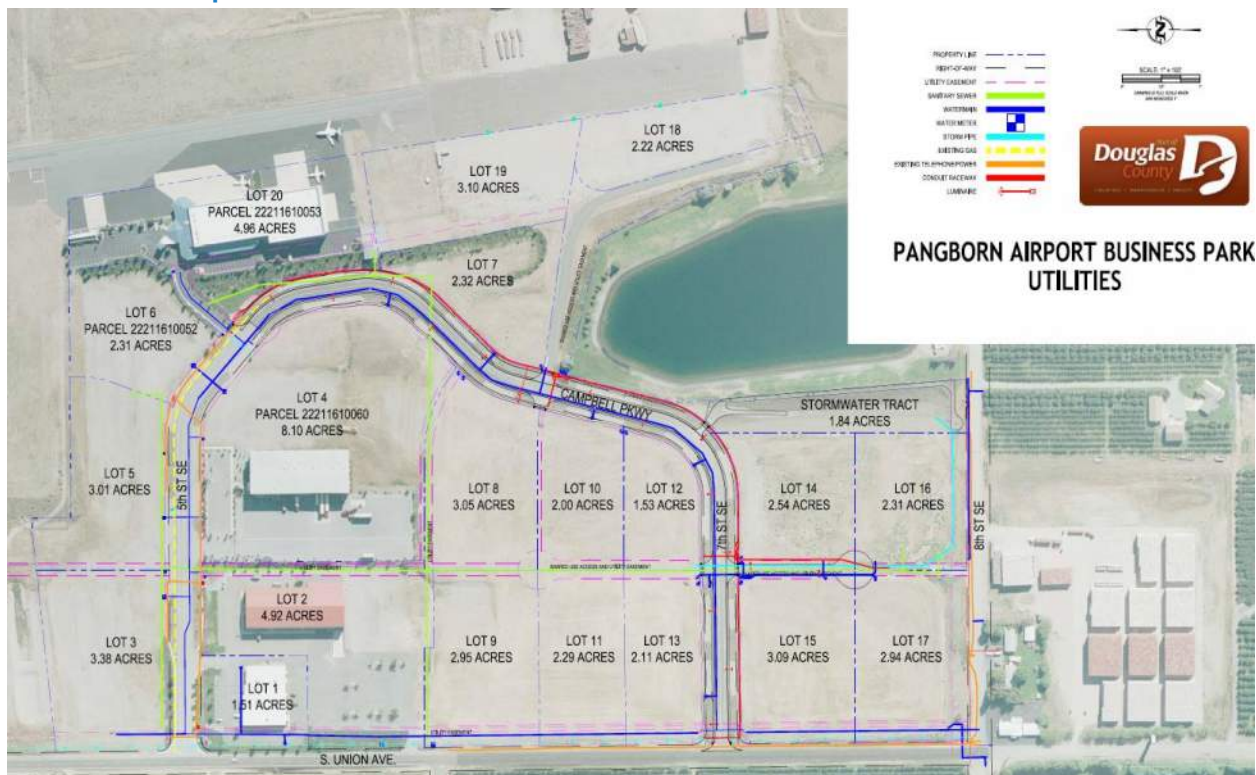 PROPERTY LINE
RIGHT-OF-WAY
UTILITY EASEMENT
SANITARY SEWER
WATERMAIN
WATER METER
STORM PIPE
EXISTING GAS
EXISTING TELEPHONE/POWER
CONDUIT RACEWAY
LUMINAIRE
Douglas
County
PANGBORN AIRPORT BUSINESS PARK
UTILITIES
LOT 18
2.22 ACRES
LOT 19
3.10 ACRES
LOT 20
PARCEL 22211610053
4.96 ACRES
LOT 7
2.32 ACRES
LOT 6
PARCEL 22211610052
2.31 ACRES
LOT 4
PARCEL 22211610060
8.10 ACRES
CAMPBELL PKWY
STORMWATER TRACT
1.84 ACRES
LOT 5
3.01 ACRES
5th ST SE
LOT 8
3.05 ACRES
LOT 10
2.00 ACRES
LOT 12
1.53 ACRES
7th ST SE
LOT 14
2.54 ACRES
LOT 16
2.31 ACRES
8th ST SE
LOT 3
3.38 ACRES
LOT 2
4.92 ACRES
LOT 1
1.51 ACRES
LOT 9
2.95 ACRES
LOT 11
2.29 ACRES
LOT 13
2.11 ACRES
LOT 15
3.09 ACRES
LOT 17
2.94 ACRES
S. UNION AVE.